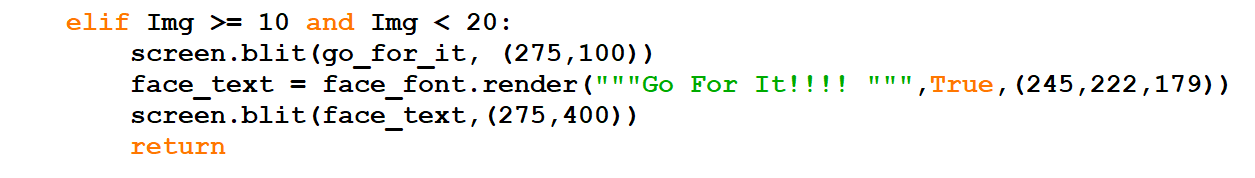 elif Img >= 10 and Img < 20:
screen.blit(go_for_it, (275,100))
face_text = face_font.render("""Go For It!!!! """,True,(245,222,179))
screen.blit(face_text,(275,400))
return